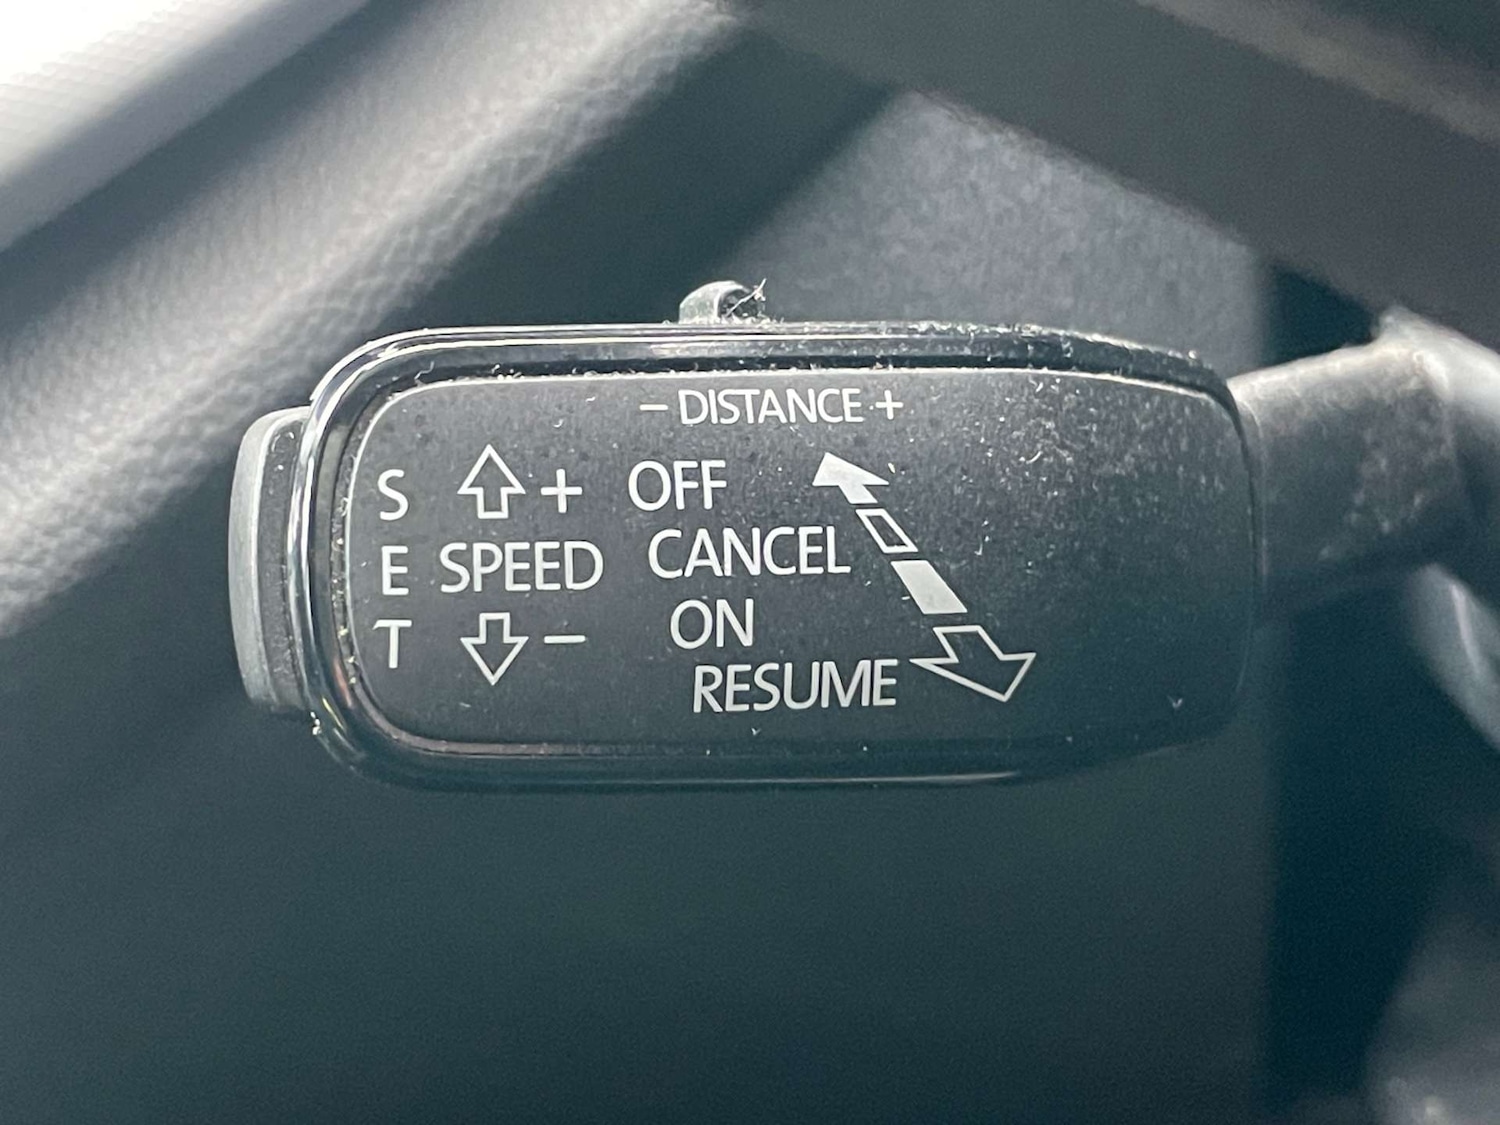 – DISTANCE +
S + OFF
E SPEED CANCEL
T – ON
RESUME